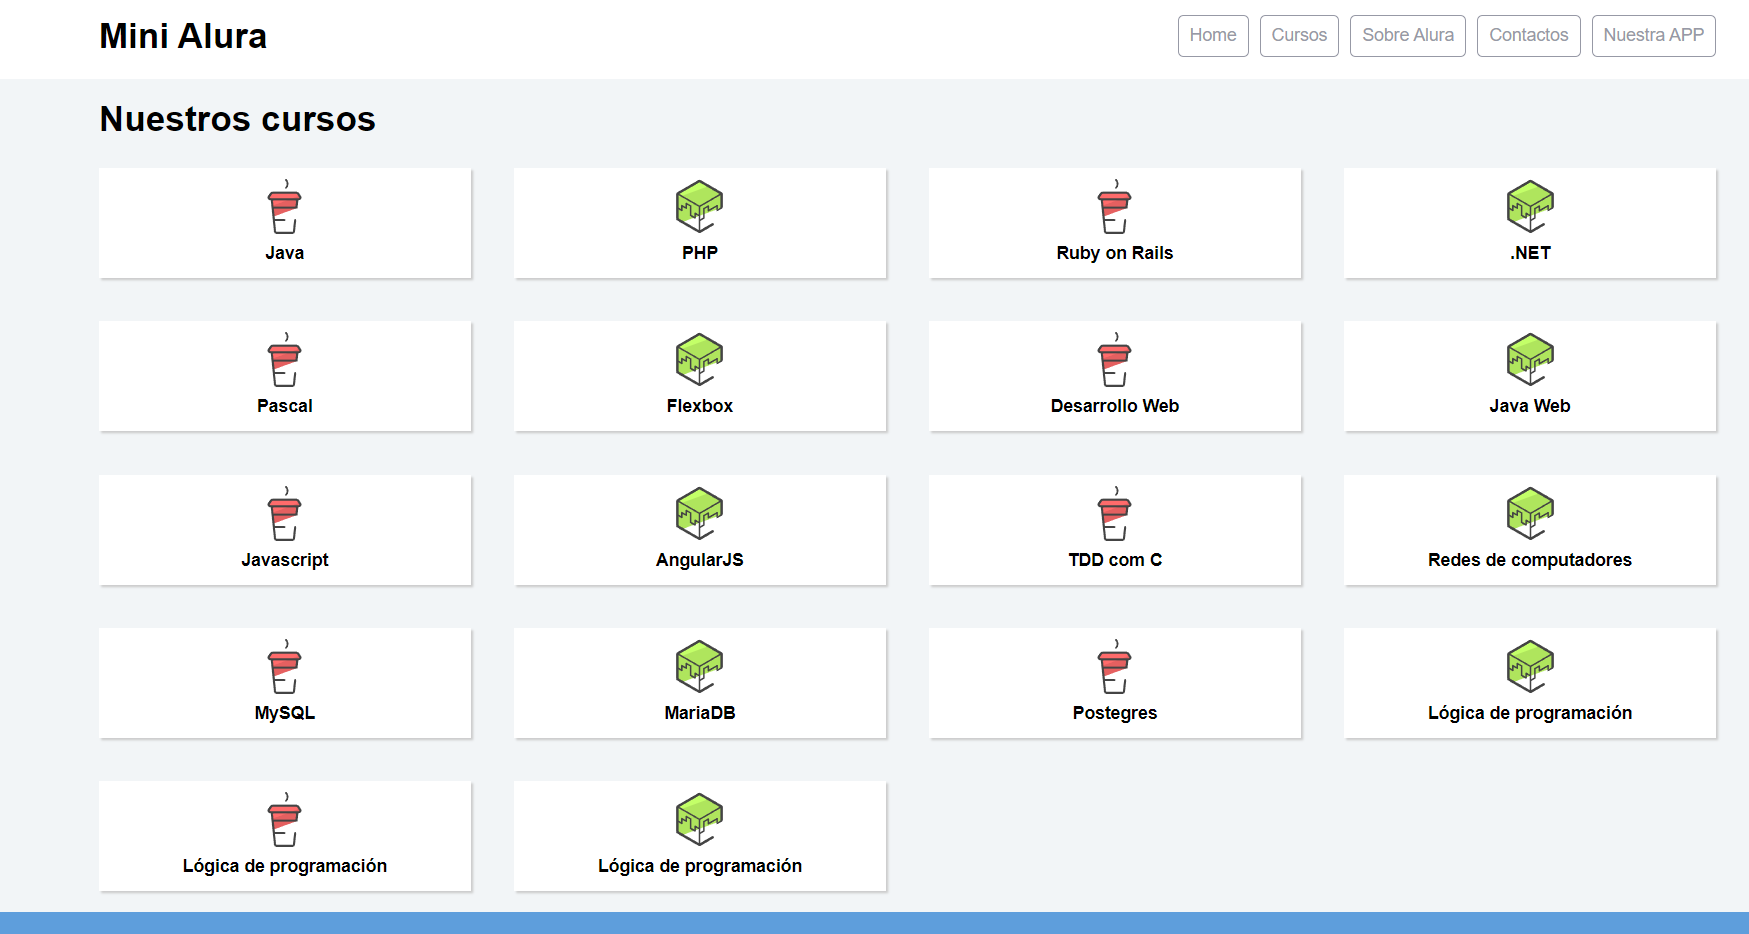 Mini Alura
Home Cursos Sobre Alura Contactos Nuestra APP
Nuestros cursos
Java PHP Ruby on Rails .NET
Pascal Flexbox Desarrollo Web Java Web
Javascript AngularJS TDD com C Redes de computadores
MySQL MariaDB Postegres Lógica de programación
Lógica de programación Lógica de programación